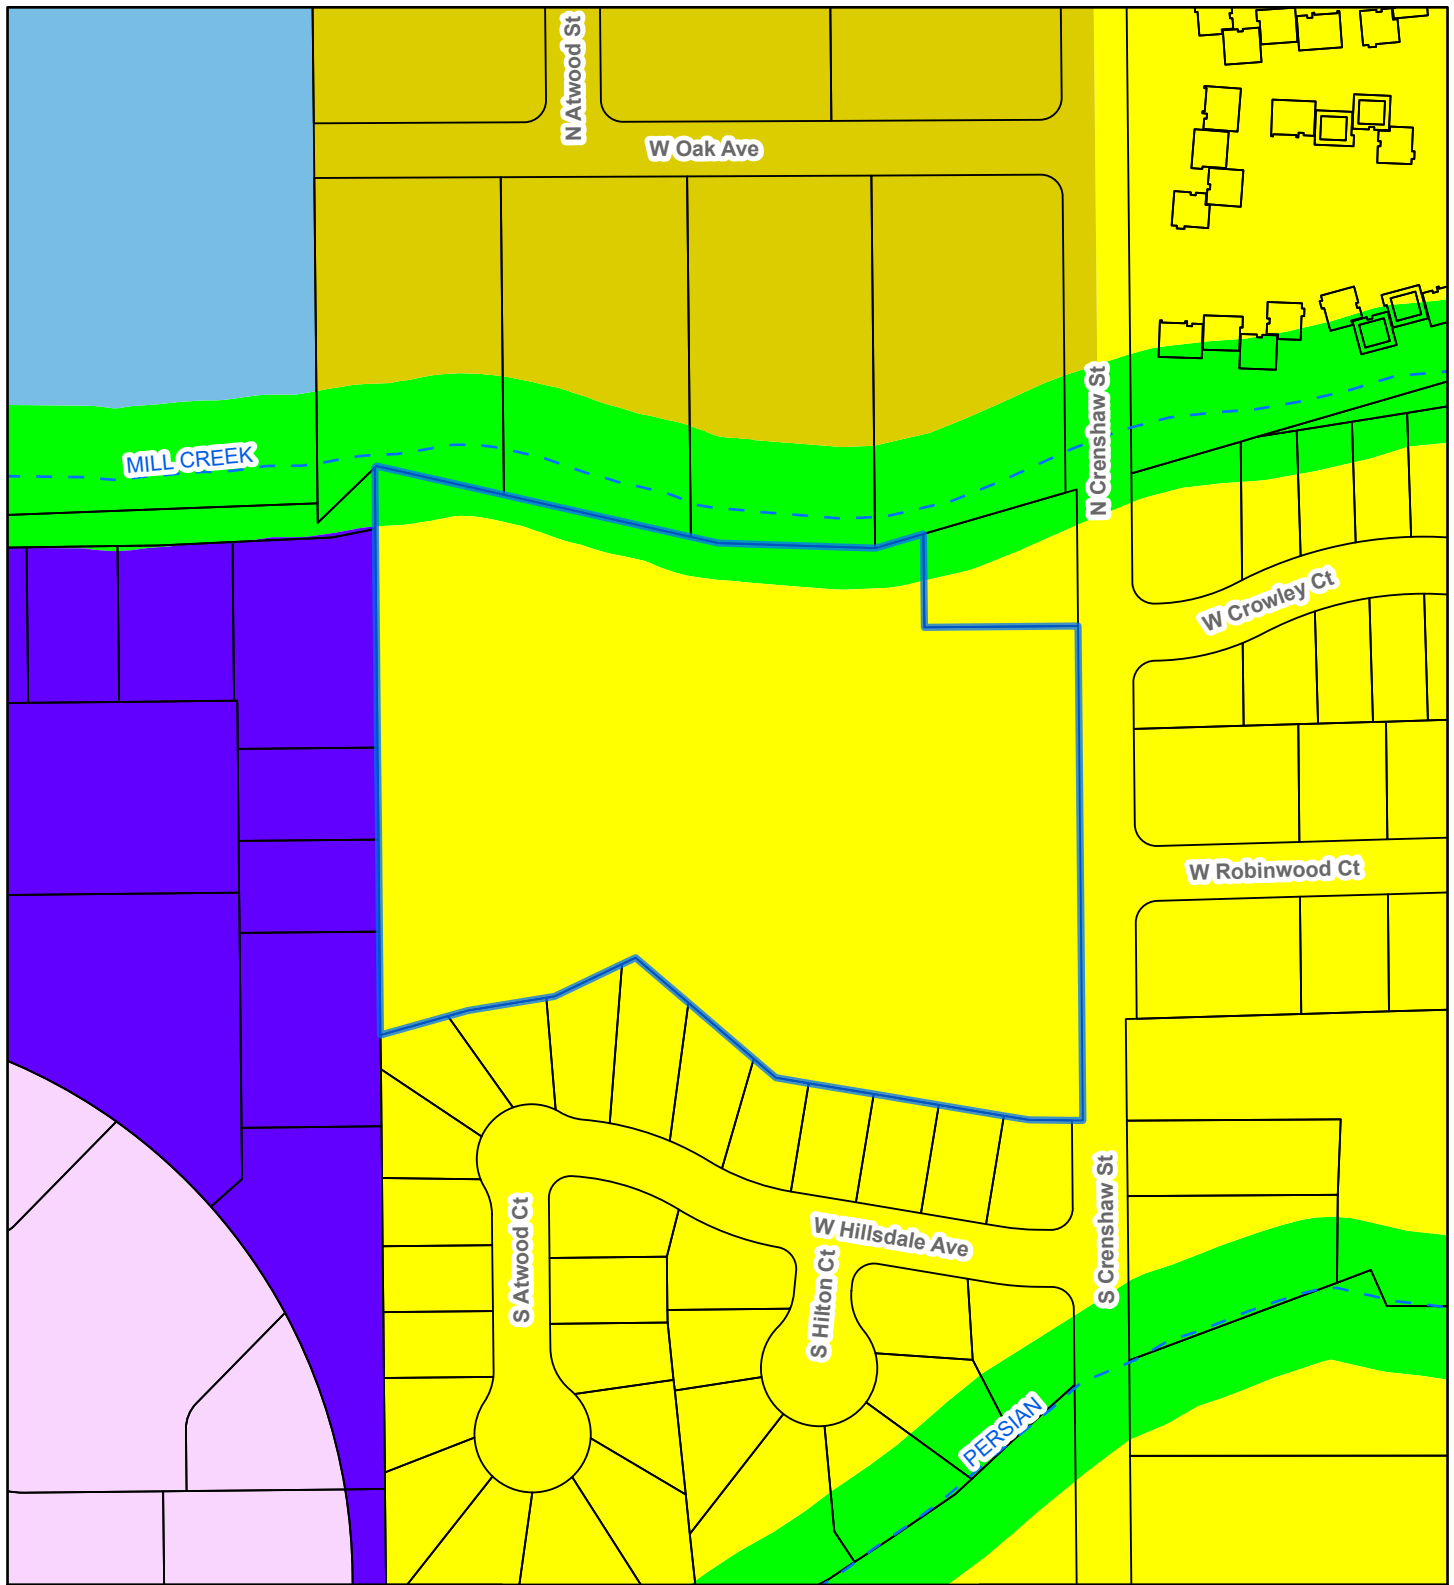 N Atwood St
W Oak Ave
N Crenshaw St
MILL CREEK
W Crowley Ct
W Robinwood Ct
S Crenshaw St
W Hillsdale Ave
S Atwood Ct
S Hilton Ct
PERSIAN